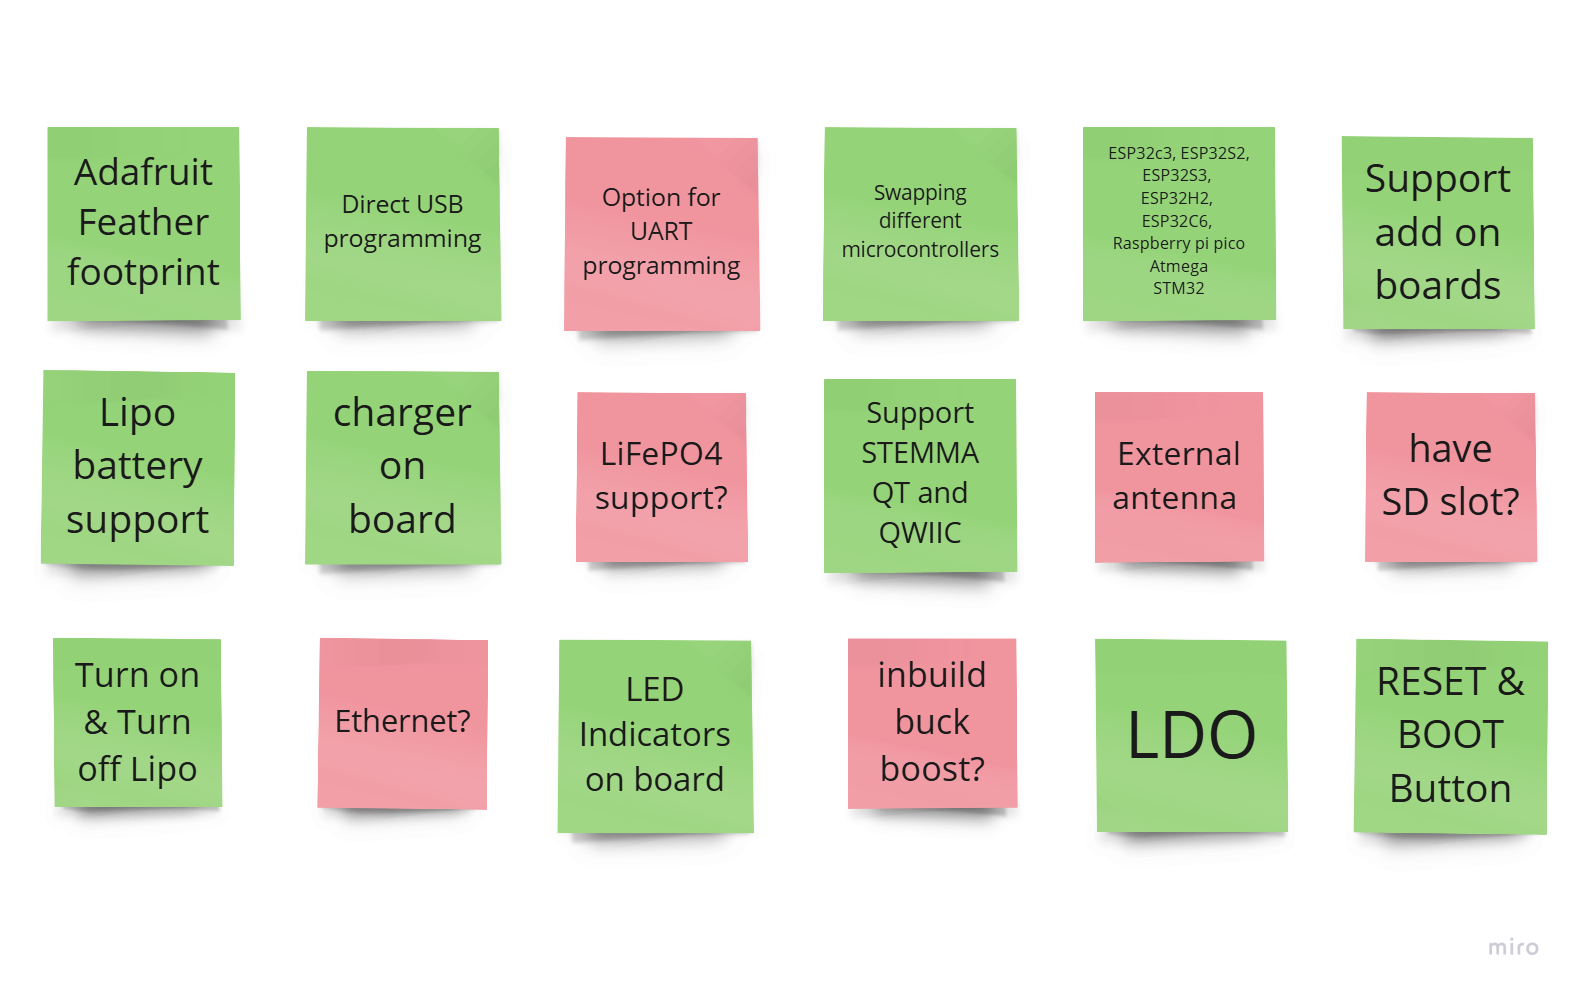 Adafruit
Feather
footprint
Direct USB
programming
Option for
UART
programming
Swapping
different
microcontrollers
ESP32c3, ESP32S2,
ESP32S3,
ESP32H2,
ESP32C6,
Raspberry pi pico
Atmega
STM32
Support
add on
boards
Lipo
battery
support
charger
on
board
LiFePO4
support?
Support
STEMMA
QT and
QWIIC
External
antenna
have
SD slot?
Turn on
& Turn
off Lipo
Ethernet?
LED
Indicators
on board
inbuild
buck
boost?
LDO
RESET &
BOOT
Button
miro